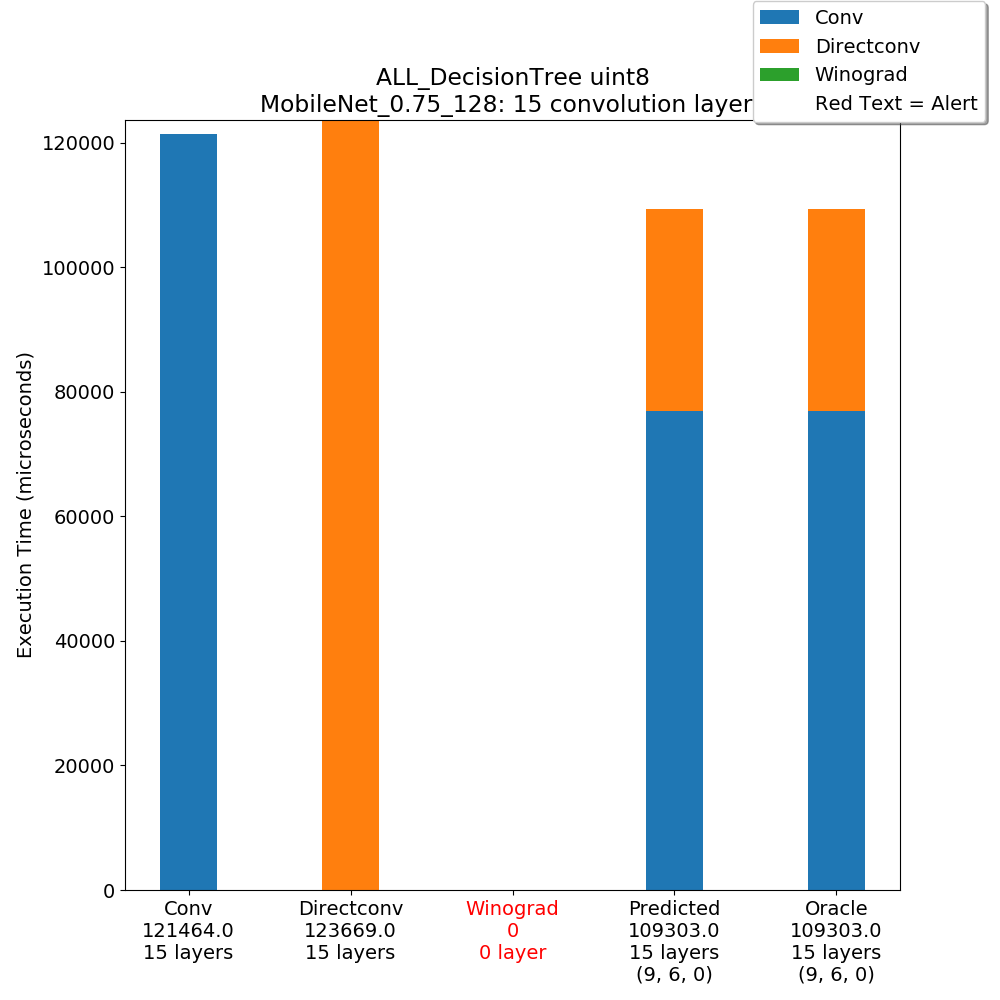 Conv
Directconv
Winograd
Red Text = Alert
ALL_DecisionTree uint8
MobileNet_0.75_128: 15 convolution layer
120000
100000
80000
60000
40000
20000
0
Execution Time (microseconds)
Conv
121464.0
15 layers
Directconv
123669.0
15 layers
Winograd
0
0 layer
Predicted
109303.0
15 layers
(9, 6, 0)
Oracle
109303.0
15 layers
(9, 6, 0)